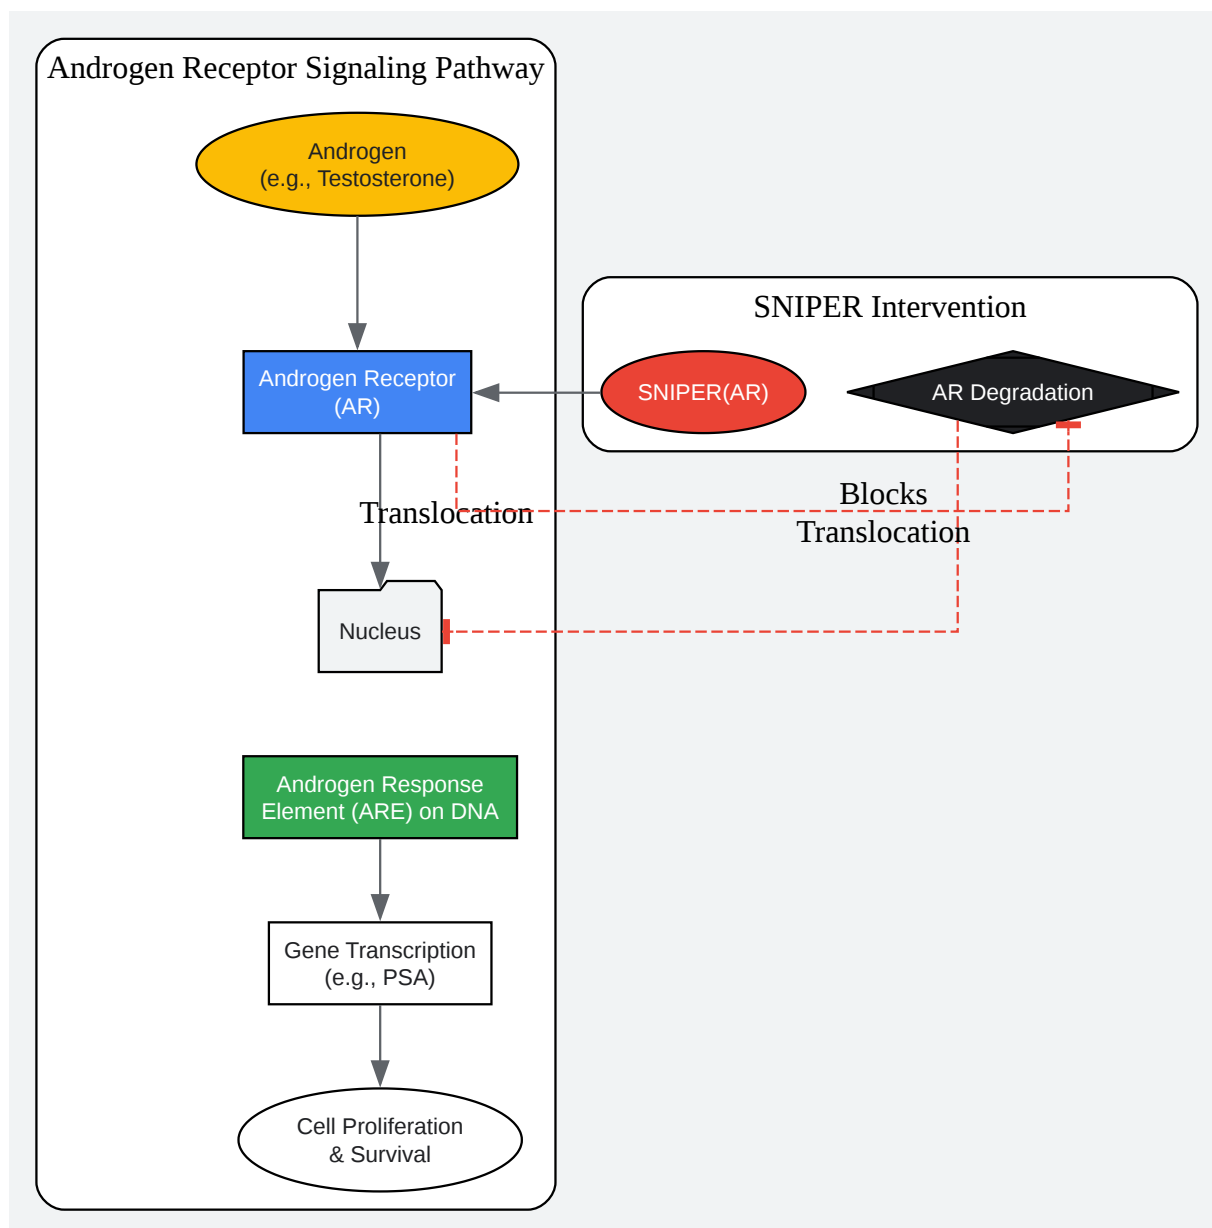 Androgen Receptor Signaling Pathway
Androgen
(e.g., Testosterone)
SNIPER Intervention
Androgen Receptor
(AR)
SNIPER(AR)
AR Degradation
Translocation
Blocks
Translocation
Nucleus
Androgen Response
Element (ARE) on DNA
Gene Transcription
(e.g., PSA)
Cell Proliferation
& Survival